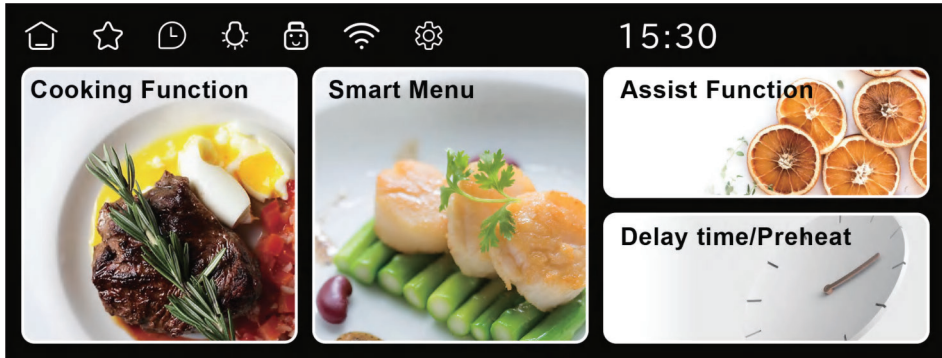 15:30
Cooking Function
Smart Menu
Assist Function
Delay time/Preheat